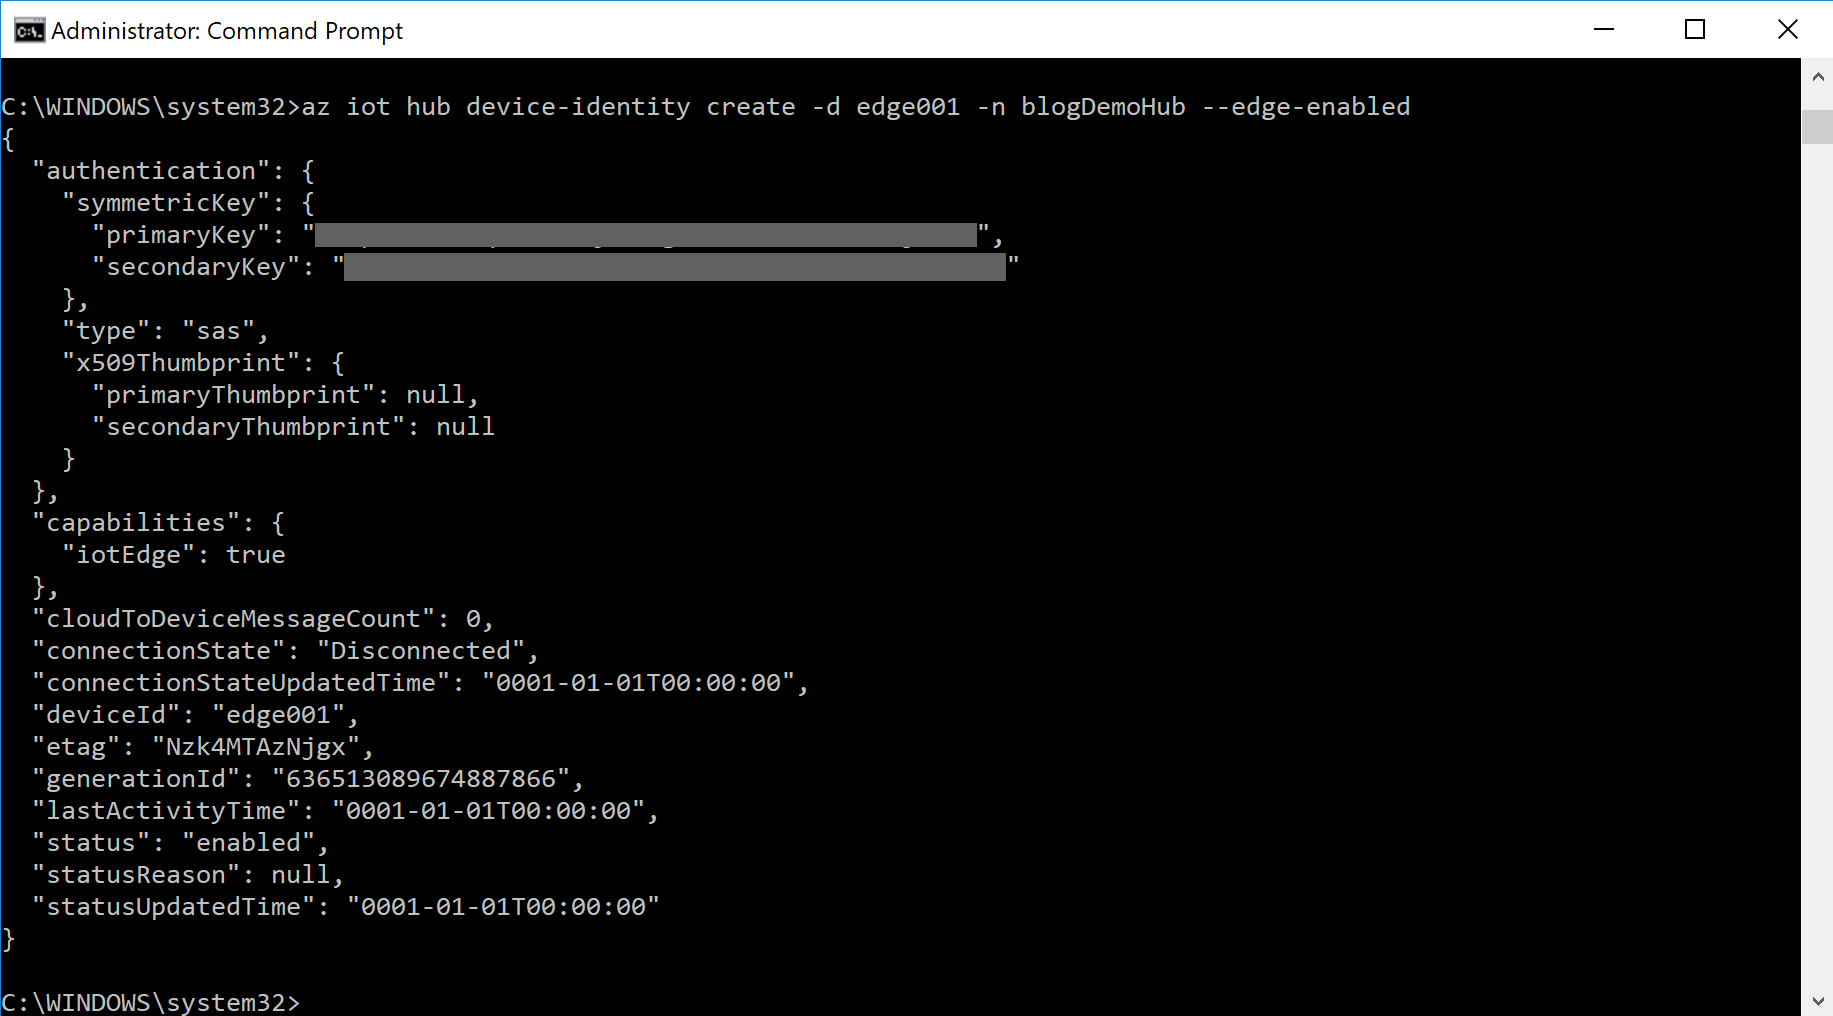 Administrator: Command Prompt
C:\WINDOWS\system32>az iot hub device-identity create -d edge001 -n blogDemoHub --edge-enabled
{
  "authentication": {
    "symmetricKey": {
      "primaryKey": "",
      "secondaryKey": ""
    },
    "type": "sas",
    "x509Thumbprint": {
      "primaryThumbprint": null,
      "secondaryThumbprint": null
    }
  },
  "capabilities": {
    "iotEdge": true
  },
  "cloudToDeviceMessageCount": 0,
  "connectionState": "Disconnected",
  "connectionStateUpdatedTime": "0001-01-01T00:00:00",
  "deviceId": "edge001",
  "etag": "Nzk4MTAzNjgx",
  "generationId": "636513089674887866",
  "lastActivityTime": "0001-01-01T00:00:00",
  "status": "enabled",
  "statusReason": null,
  "statusUpdatedTime": "0001-01-01T00:00:00"
}
C:\WINDOWS\system32>